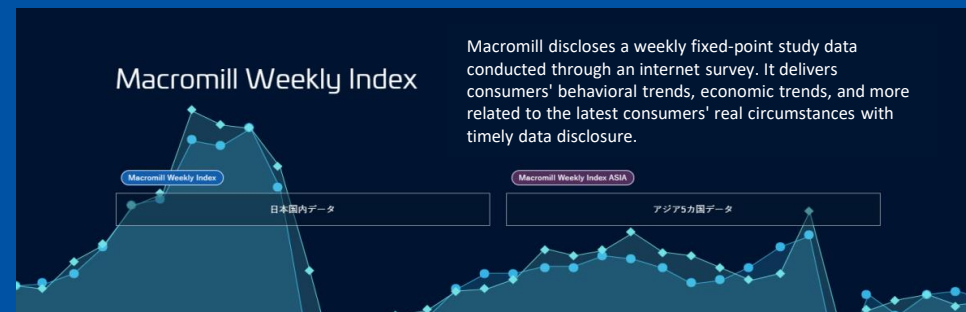 Macromill Weekly Index
Macromill discloses a weekly fixed-point study data
conducted through an internet survey. It delivers
consumers' behavioral trends, economic trends, and more
related to the latest consumers' real circumstances with
timely data disclosure.
Macromill Weekly Index
日本国内データ
Macromill Weekly Index ASIA
アジア5カ国データ